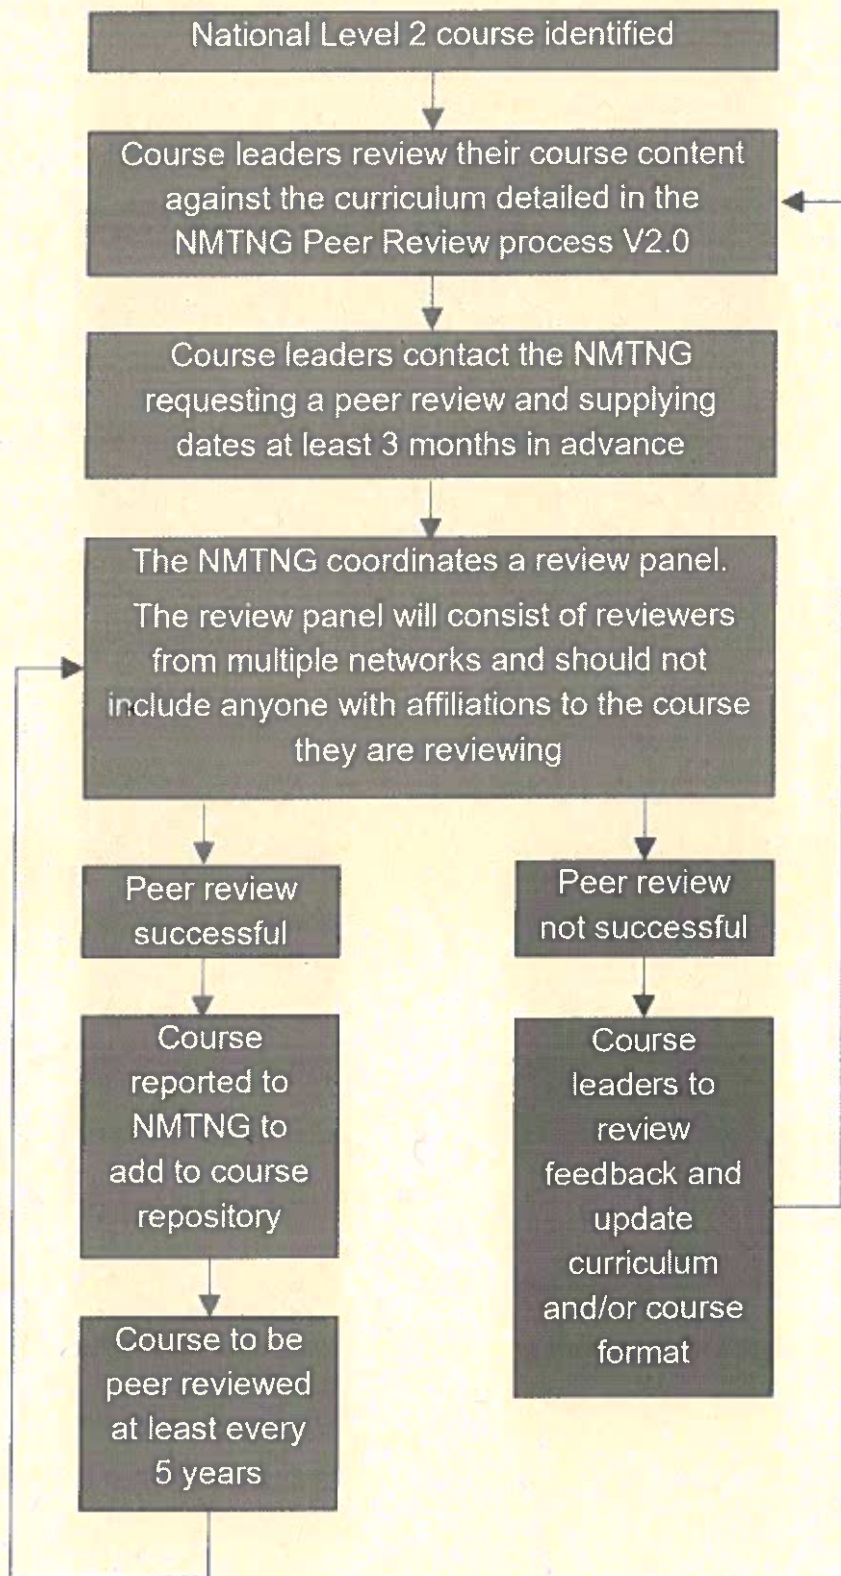 National Level 2 course identified
Course leaders review their course content
against the curriculum detailed in the
NMTNG Peer Review process V2.0
Course leaders contact the NMTNG
requesting a peer review and supplying
dates at least 3 months in advance
The NMTNG coordinates a review panel.
The review panel will consist of reviewers
from multiple networks and should not
include anyone with affiliations to the course
they are reviewing
Peer review
successful
Course
reported to
NMTNG to
add to course
repository
Course to be
peer reviewed
at least every
5 years
Peer review
not successful
Course
leaders to
review
feedback and
update
curriculum
and/or course
format